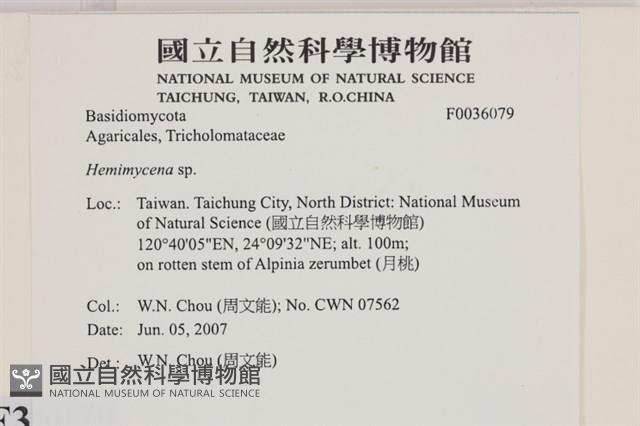 國立自然科學博物館
NATIONAL MUSEUM OF NATURAL SCIENCE
TAICHUNG, TAIWAN, R.O.CHINA
Basidiomycota F0036079
Agaricales, Tricholomataceae
Hemimycena sp.
Loc.: Taiwan. Taichung City, North District: National Museum
of Natural Science (國立自然科學博物館)
120°40'05"EN, 24°09'32"NE; alt. 100m;
on rotten stem of Alpinia zerumbet (月桃)
Col.: W.N. Chou (周文能); No. CWN 07562
Date: Jun. 05, 2007
Det.: W.N. Chou (周文能)
國立自然科學博物館
NATIONAL MUSEUM OF NATURAL SCIENCE